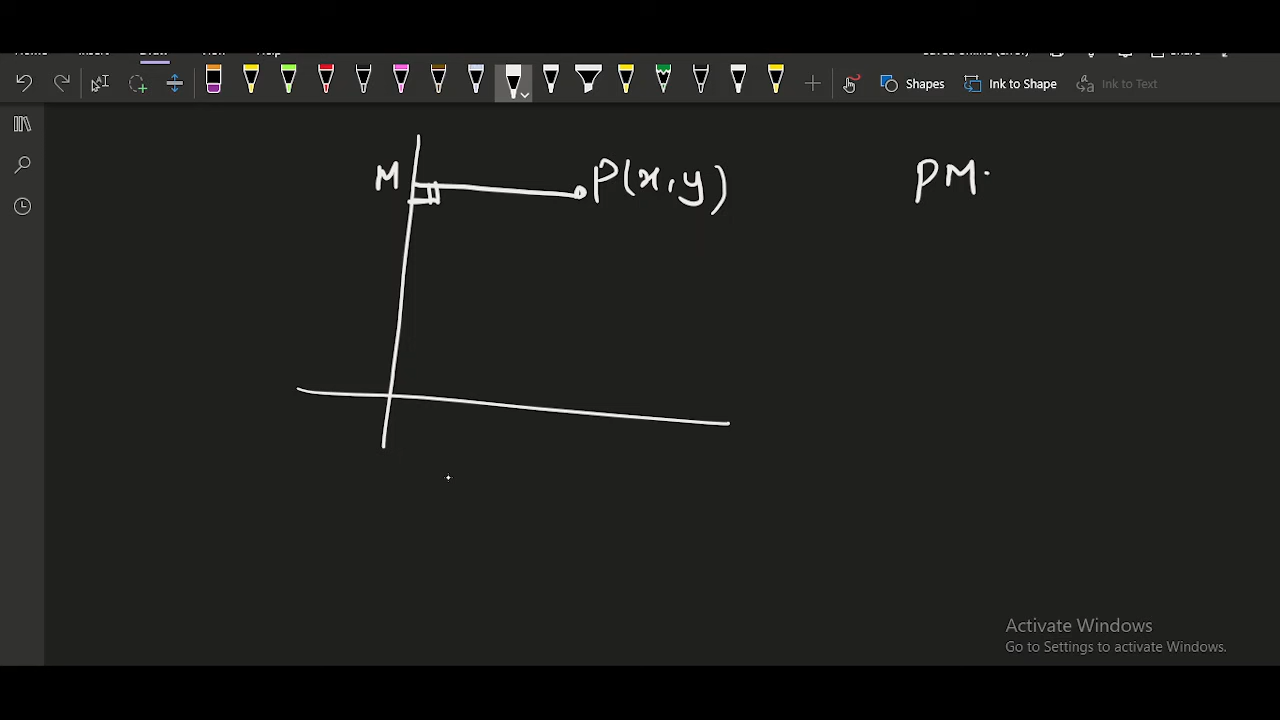 Shapes Ink to Shape Ink to Text
M P(x,y) PM.
Activate Windows
Go to Settings to activate Windows.